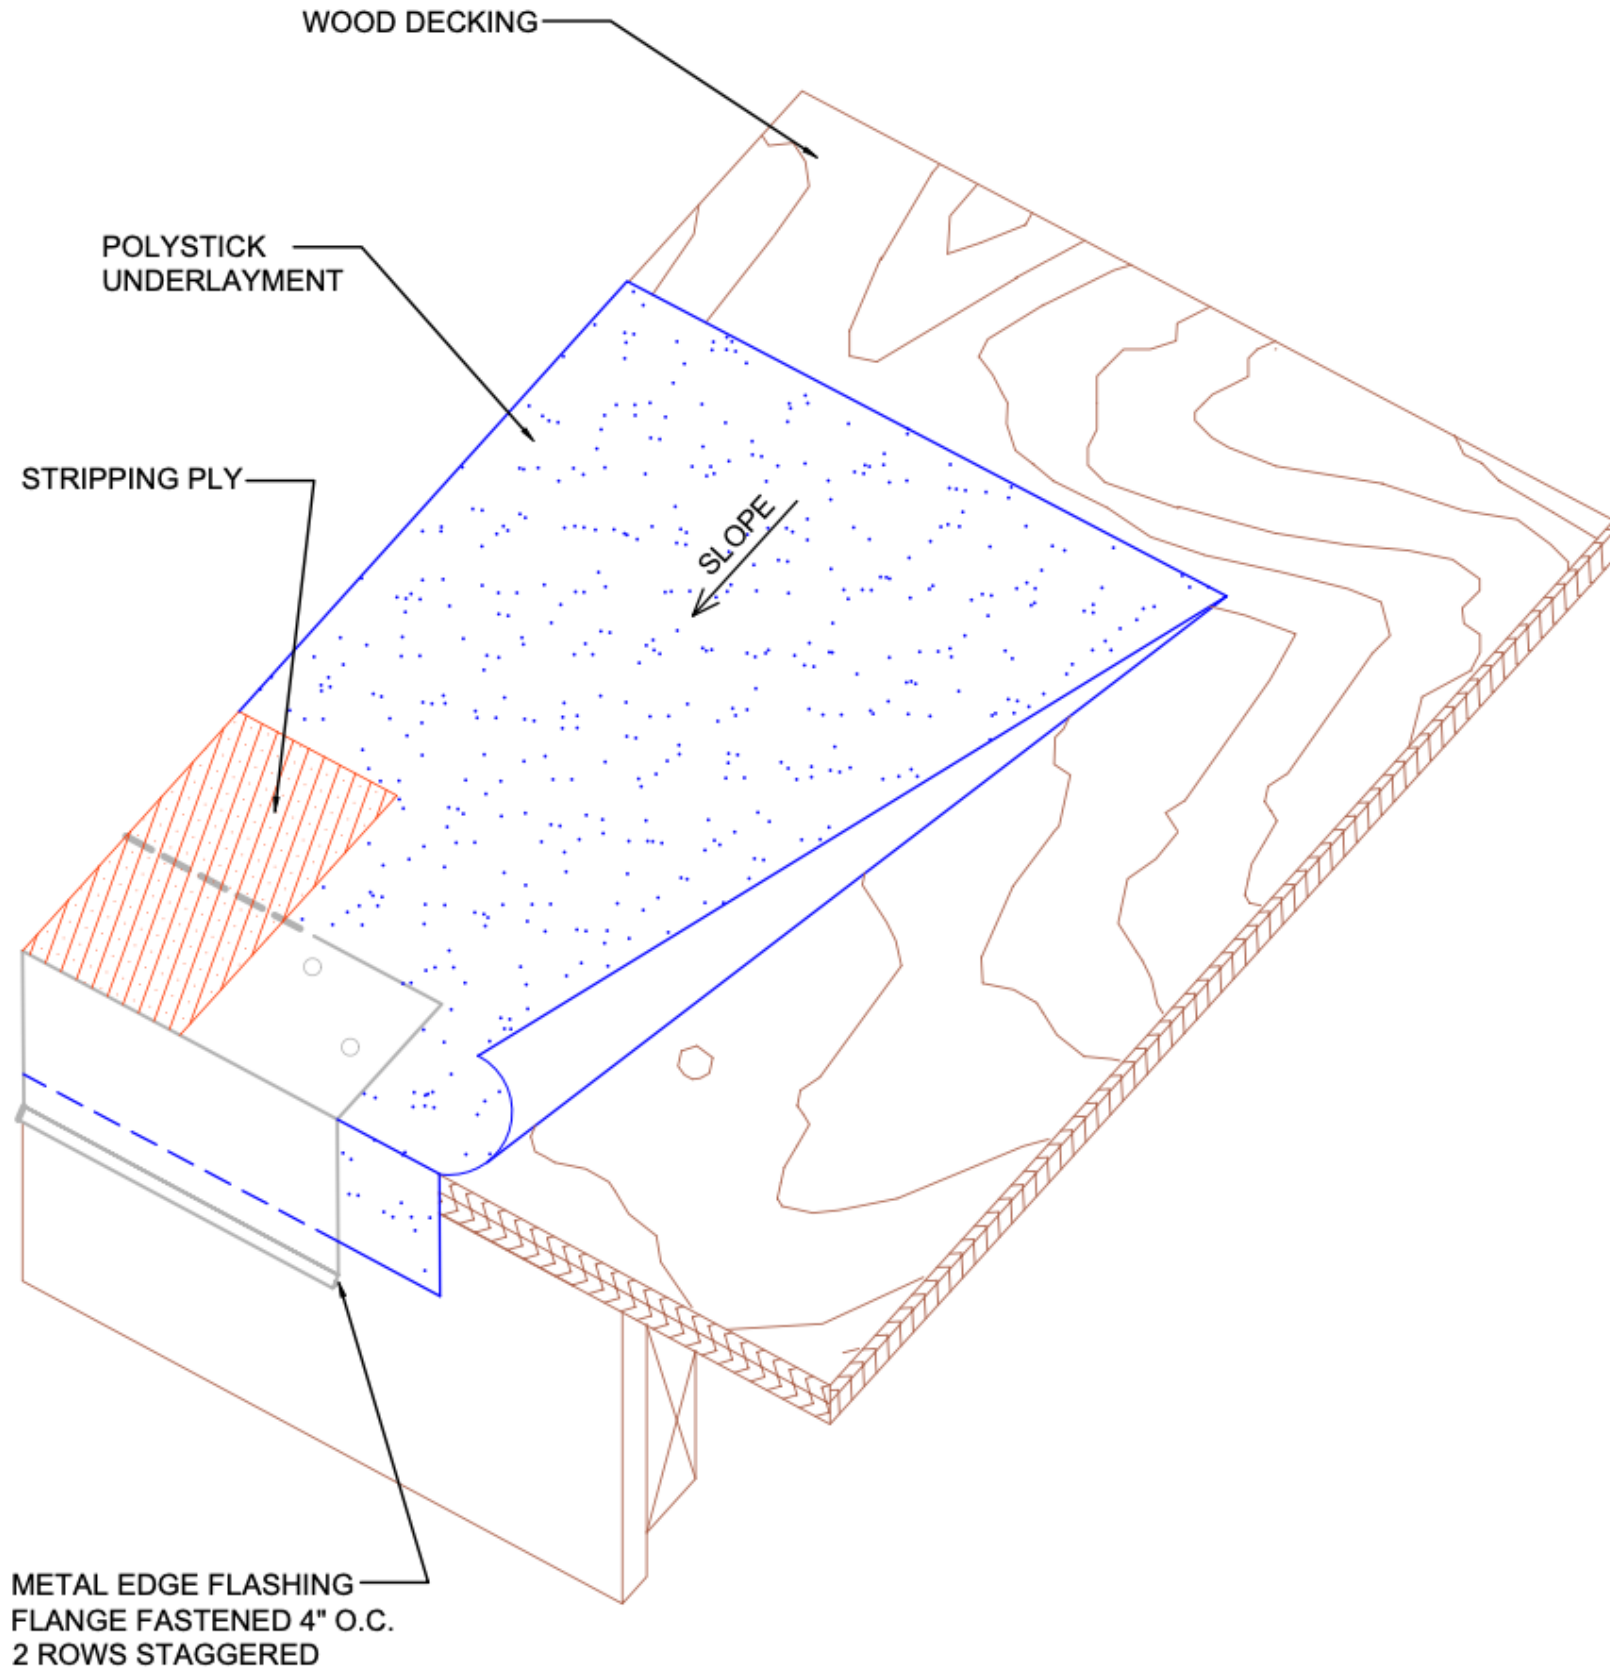 WOOD DECKING
POLYSTICK
UNDERLAYMENT
STRIPPING PLY
SLOPE
METAL EDGE FLASHING
FLANGE FASTENED 4" O.C.
2 ROWS STAGGERED